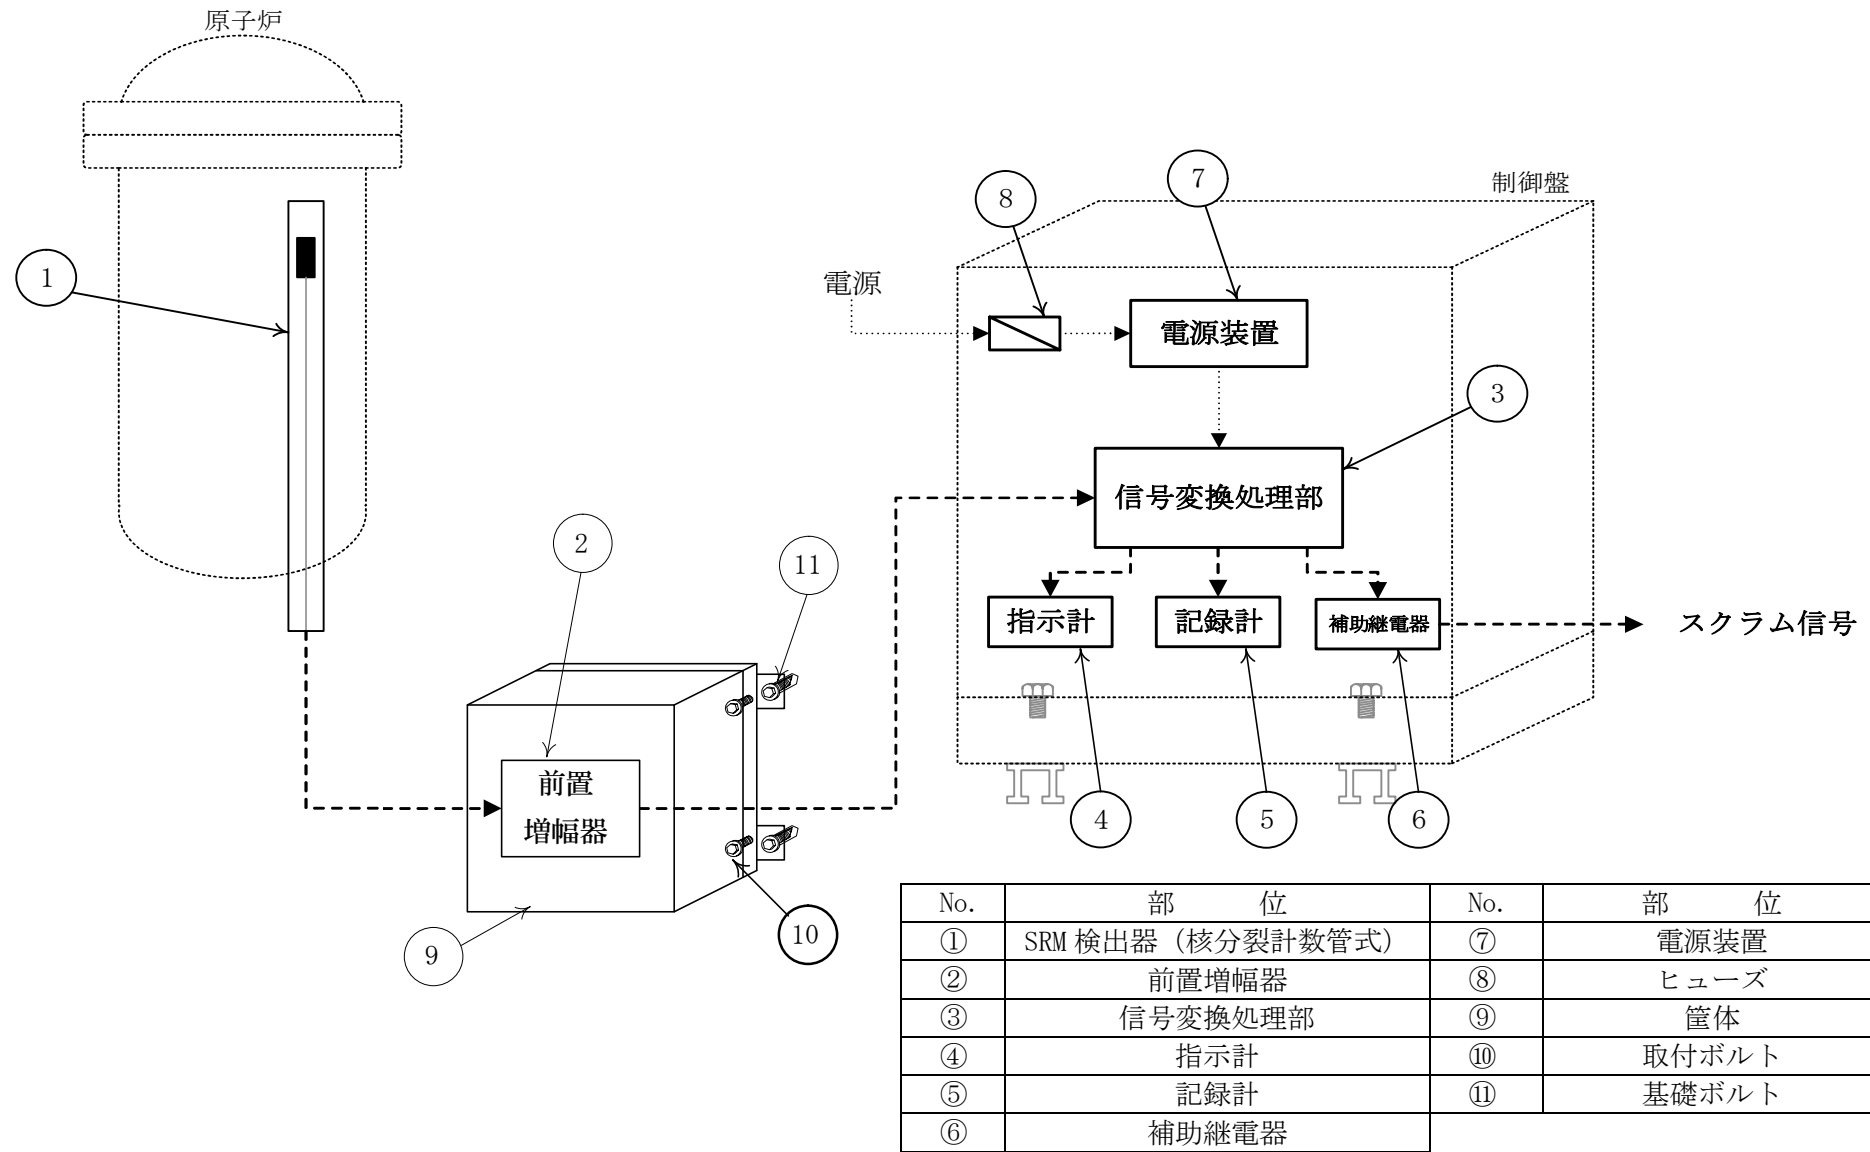 原子炉
制御盤
1
8
7
電源
電源装置
3
信号変換処理部
2
11
指示計
記録計
補助継電器
スクラム信号
前置
増幅器
4
5
6
9
10
No. 部 位 No. 部 位
① SRM 検出器（核分裂計数管式） ⑦ 電源装置
② 前置増幅器 ⑧ ヒューズ
③ 信号変換処理部 ⑨ 筐体
④ 指示計 ⑩ 取付ボルト
⑤ 記録計 ⑪ 基礎ボルト
⑥ 補助継電器